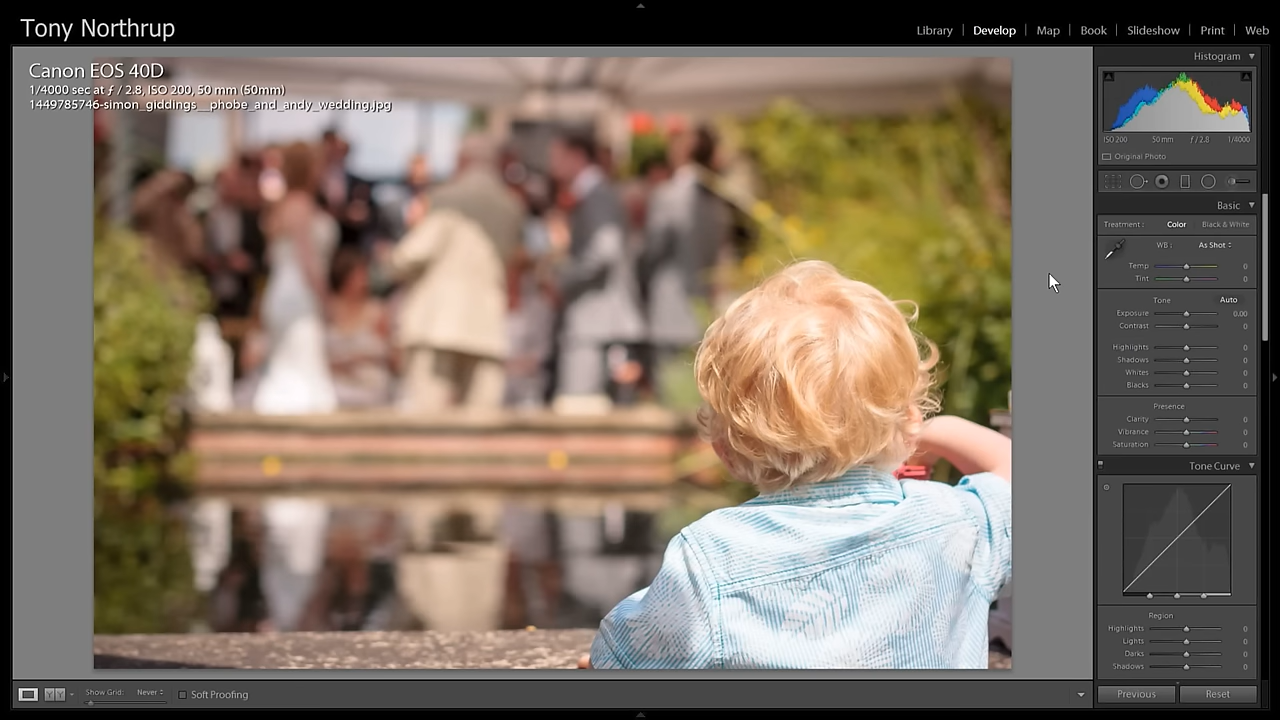 Tony Northrup
Library | Develop | Map | Book | Slideshow | Print | Web
Canon EOS 40D
1/4000 sec at ƒ / 2.8, ISO 200, 50 mm (50mm)
1449785746-simon_giddings__phobe_and_andy_wedding.jpg
Histogram
ISO 200 50 mm ƒ / 2.8 1/4000
Original Photo
Basic
Treatment : Color Black & White
WB : As Shot
Temp 0
Tint 0
Tone Auto
Exposure 0.00
Contrast 0
Highlights 0
Shadows 0
Whites 0
Blacks 0
Presence
Clarity 0
Vibrance 0
Saturation 0
Tone Curve
Region
Highlights 0
Lights 0
Darks 0
Shadows 0
Show Grid: Never Soft Proofing
Previous Reset